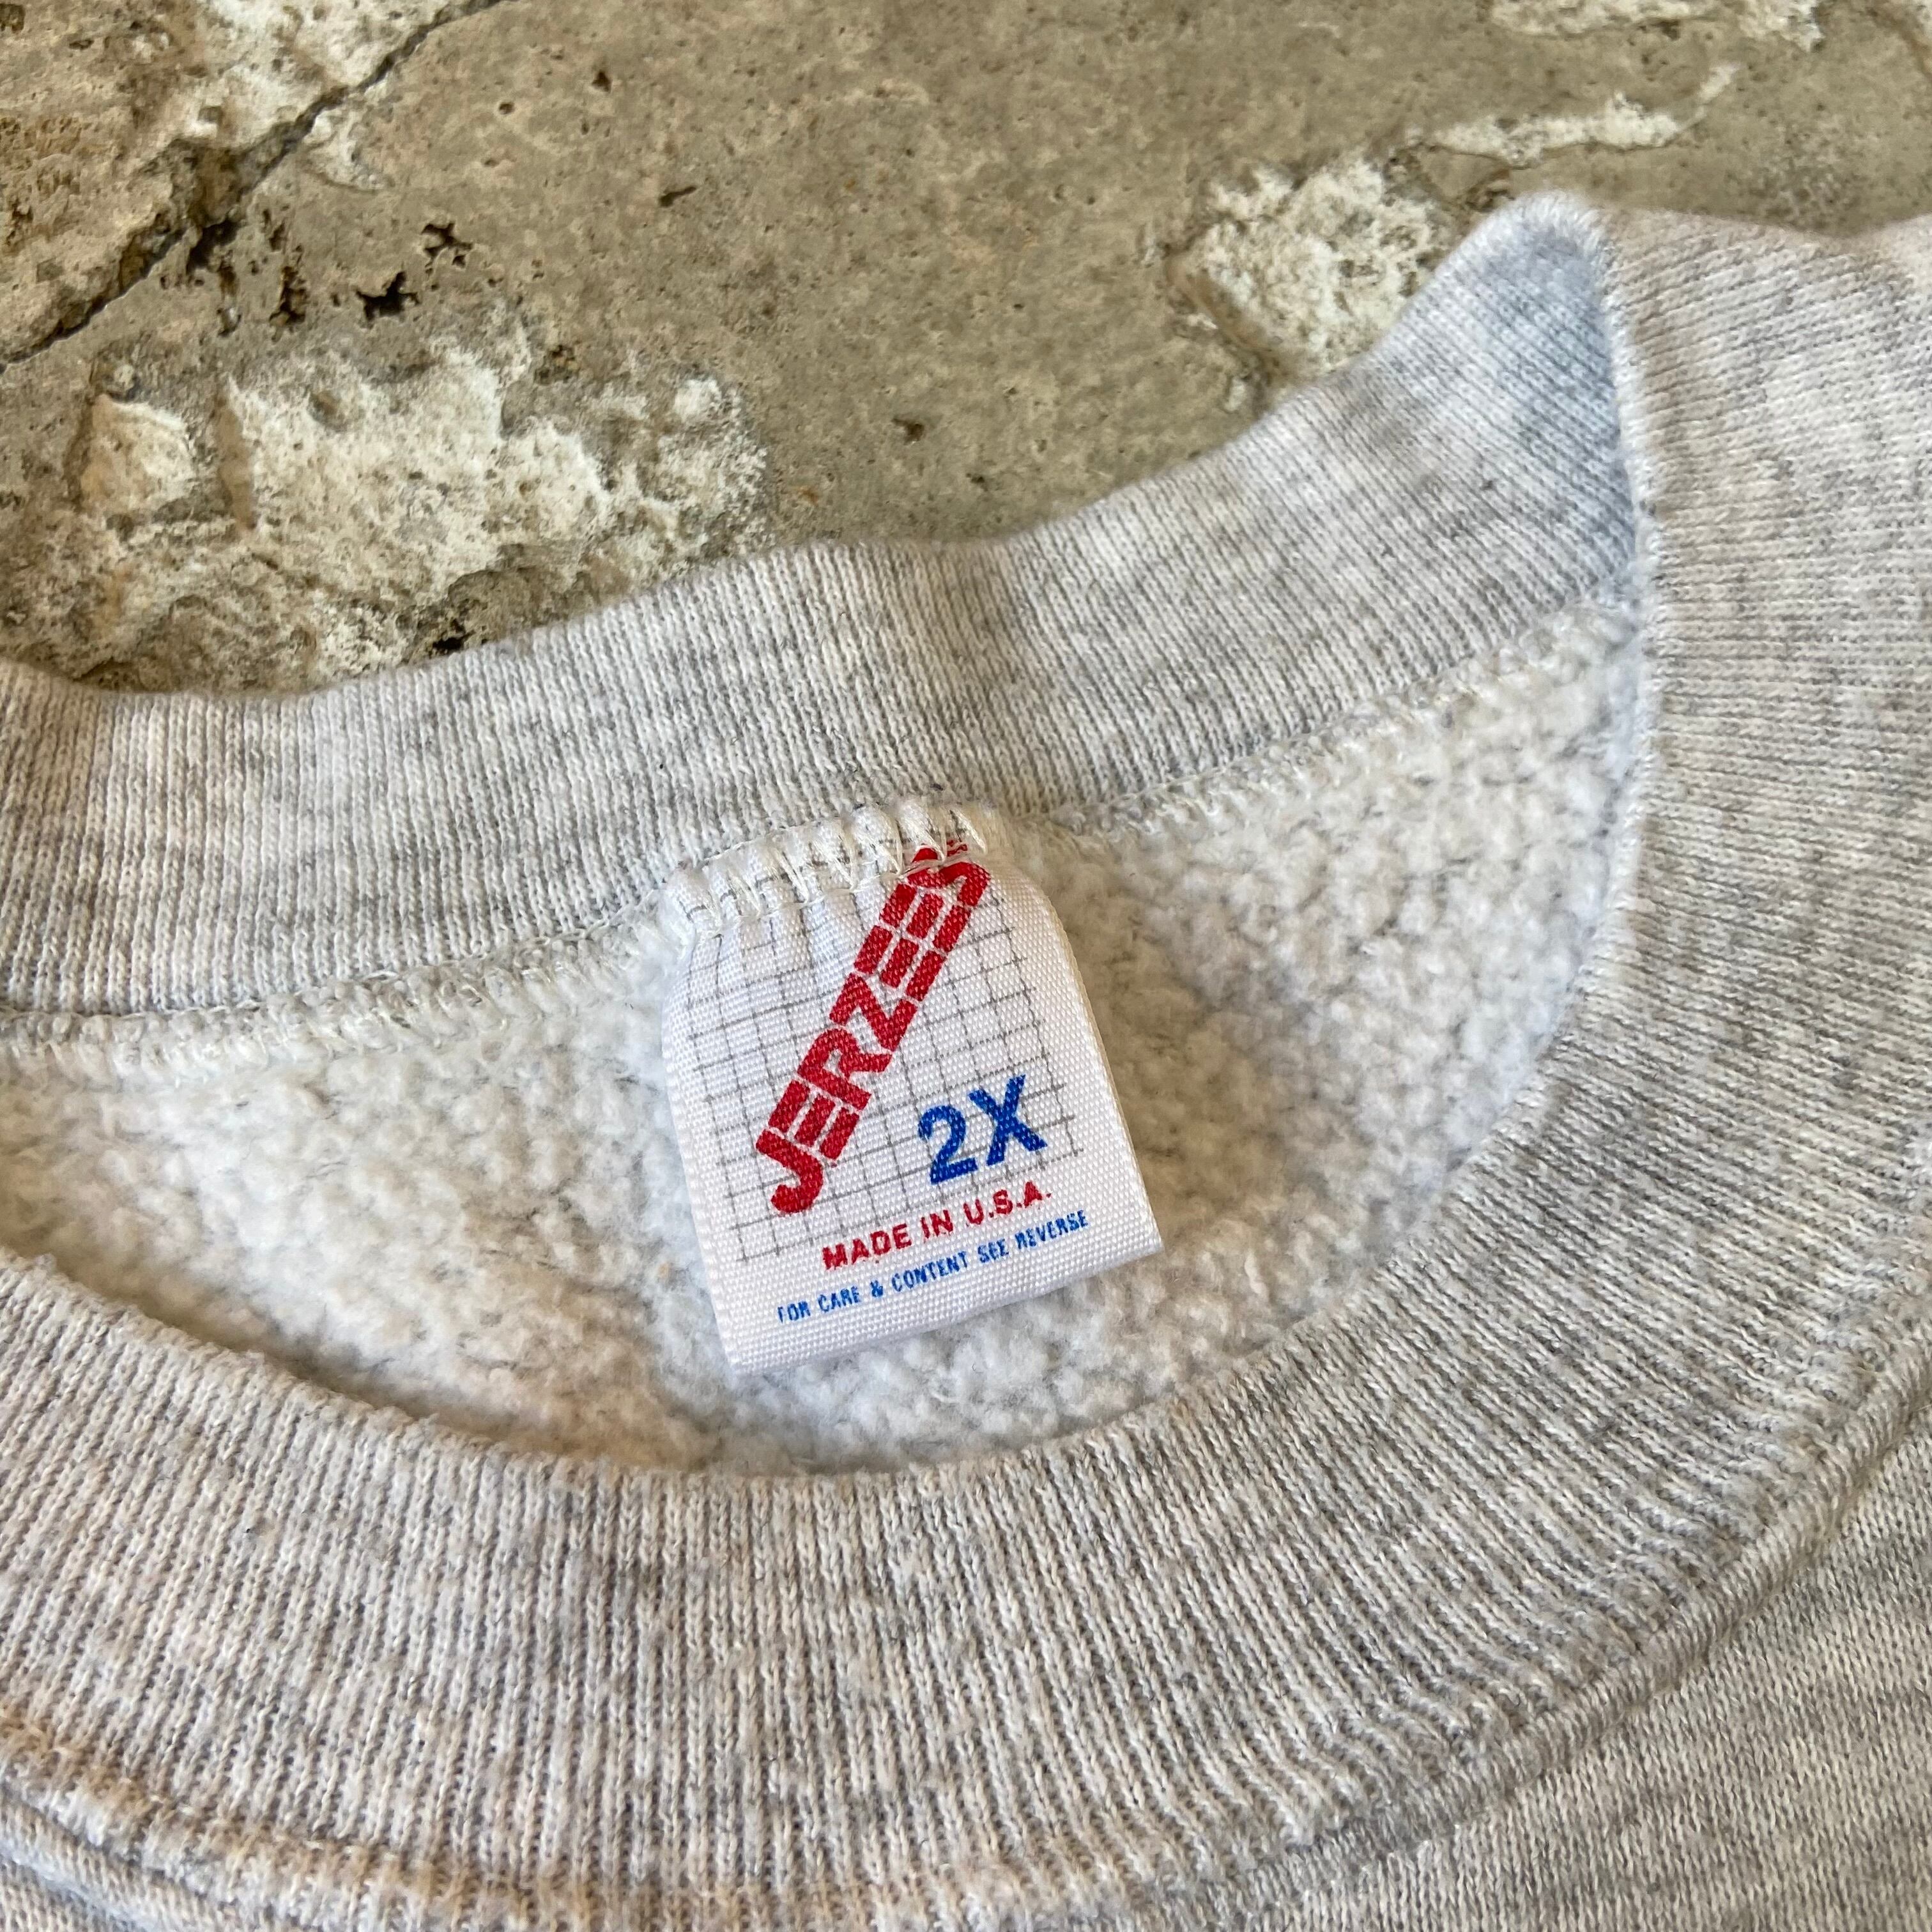 JERZEES
2X
MADE IN U.S.A.
FOR CARE & CONTENT SEE REVERSE